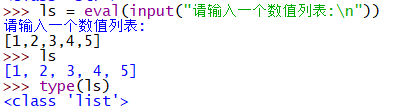 >>> ls = eval(input("请输入一个数值列表:\n"))
请输入一个数值列表:
[1,2,3,4,5]
>>> ls
[1, 2, 3, 4, 5]
>>> type(ls)
<class 'list'>